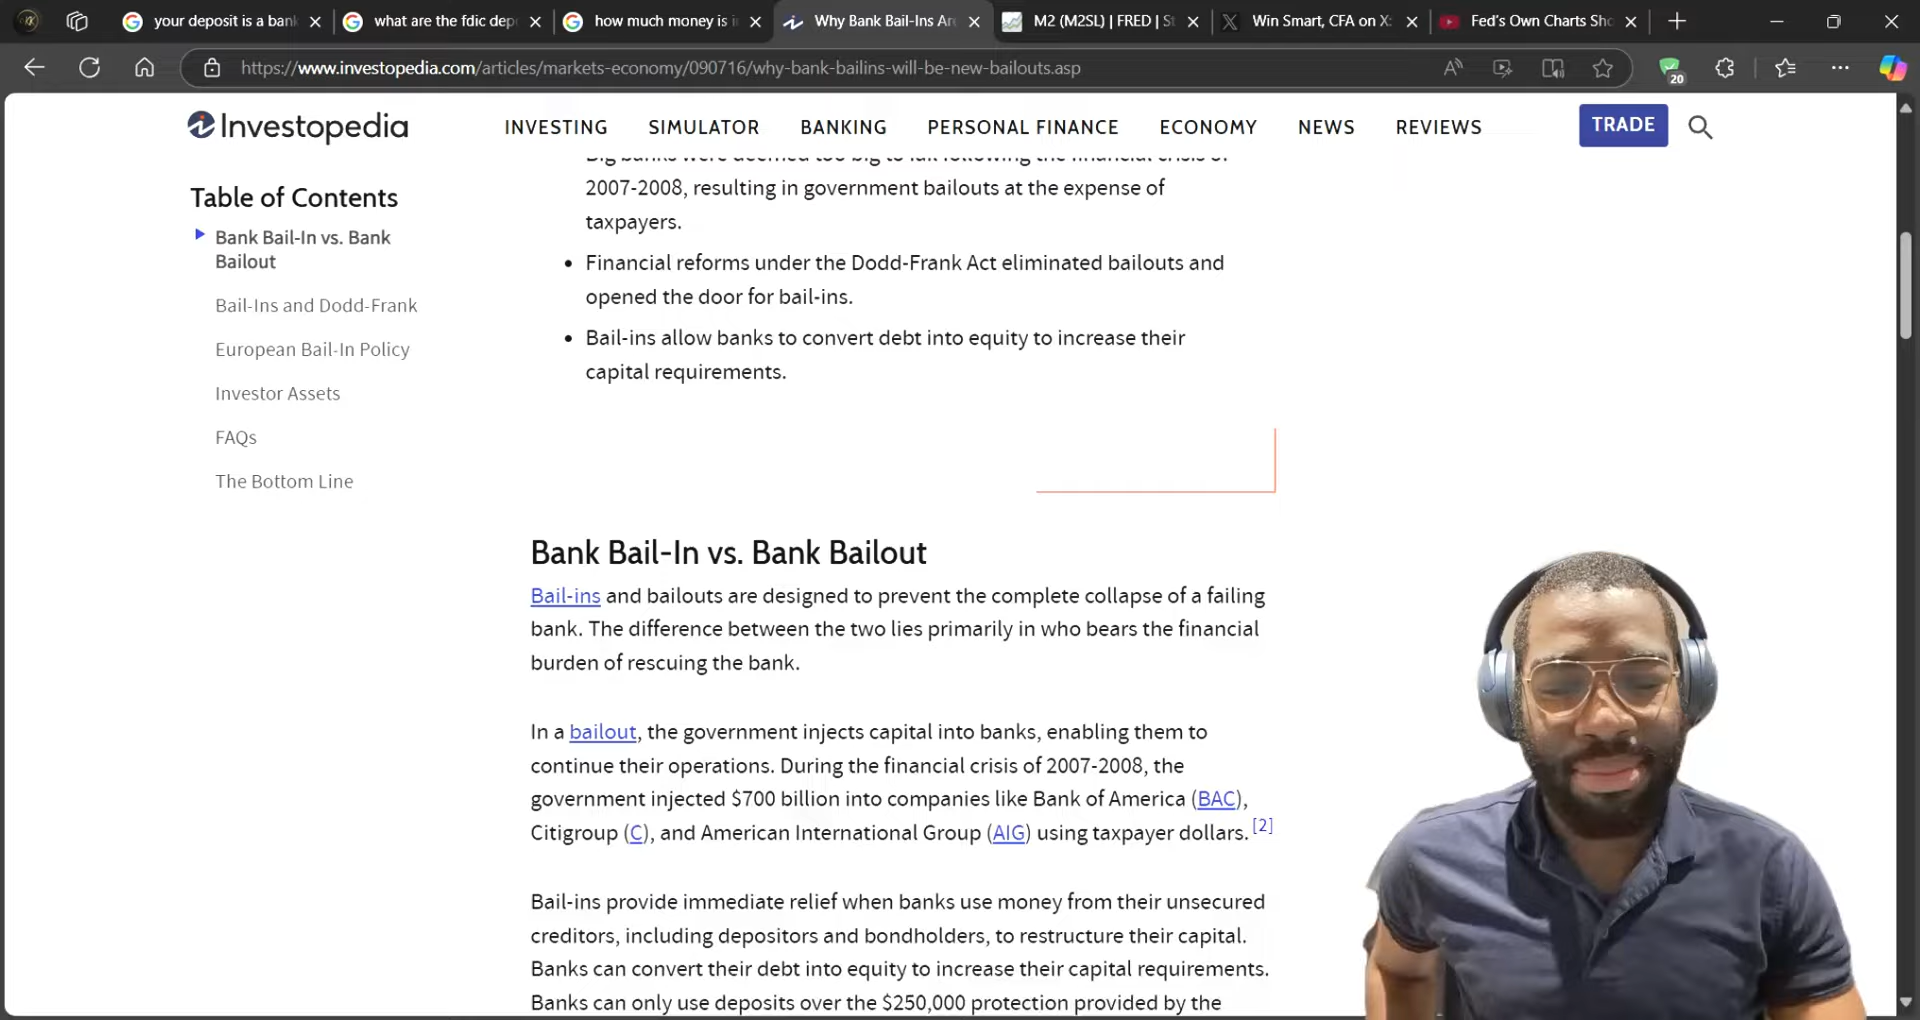 your deposit is a bank
what are the fdic dep
how much money is i
Why Bank Bail-Ins Are
M2 (M2SL) | FRED | St
Win Smart, CFA on X:
Fed's Own Charts Sho
https://www.investopedia.com/articles/markets-economy/090716/why-bank-bailins-will-be-new-bailouts.asp
20
Investopedia
INVESTING
SIMULATOR
BANKING
PERSONAL FINANCE
ECONOMY
NEWS
REVIEWS
TRADE
Table of Contents
Bank Bail-In vs. Bank
Bailout
Bail-Ins and Dodd-Frank
European Bail-In Policy
Investor Assets
FAQs
The Bottom Line
Big banks were deemed too big to fail following the financial crisis of
2007-2008, resulting in government bailouts at the expense of
taxpayers.
• Financial reforms under the Dodd-Frank Act eliminated bailouts and
opened the door for bail-ins.
• Bail-ins allow banks to convert debt into equity to increase their
capital requirements.
Bank Bail-In vs. Bank Bailout
Bail-ins and bailouts are designed to prevent the complete collapse of a failing
bank. The difference between the two lies primarily in who bears the financial
burden of rescuing the bank.
In a bailout, the government injects capital into banks, enabling them to
continue their operations. During the financial crisis of 2007-2008, the
government injected $700 billion into companies like Bank of America (BAC),
Citigroup (C), and American International Group (AIG) using taxpayer dollars. [2]
Bail-ins provide immediate relief when banks use money from their unsecured
creditors, including depositors and bondholders, to restructure their capital.
Banks can convert their debt into equity to increase their capital requirements.
Banks can only use deposits over the $250,000 protection provided by the